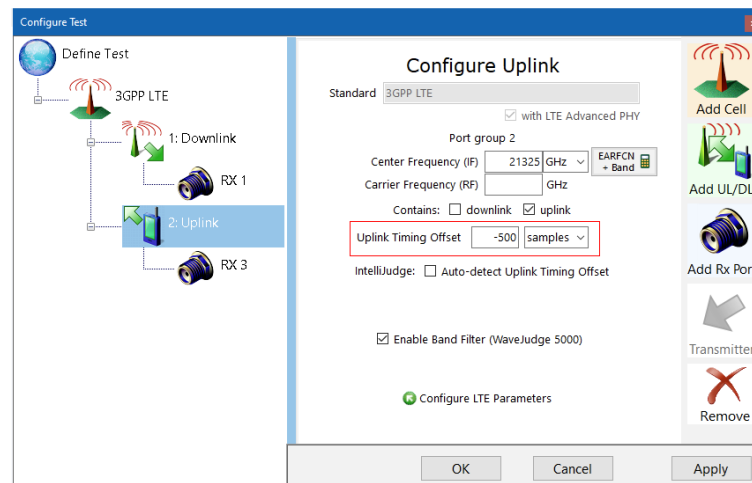 Configure Test
Define Test
3GPP LTE
1: Downlink
RX 1
2: Uplink
RX 3
Configure Uplink
Standard 3GPP LTE
with LTE Advanced PHY
Port group 2
Center Frequency (IF) 21325 GHz EARFCN + Band
Carrier Frequency (RF) GHz
Contains: downlink uplink
Uplink Timing Offset -500 samples
IntelliJudge: Auto-detect Uplink Timing Offset
Enable Band Filter (WaveJudge 5000)
Configure LTE Parameters
Add Cell
Add UL/DL
Add Rx Port
Transmitter
Remove
OK Cancel Apply